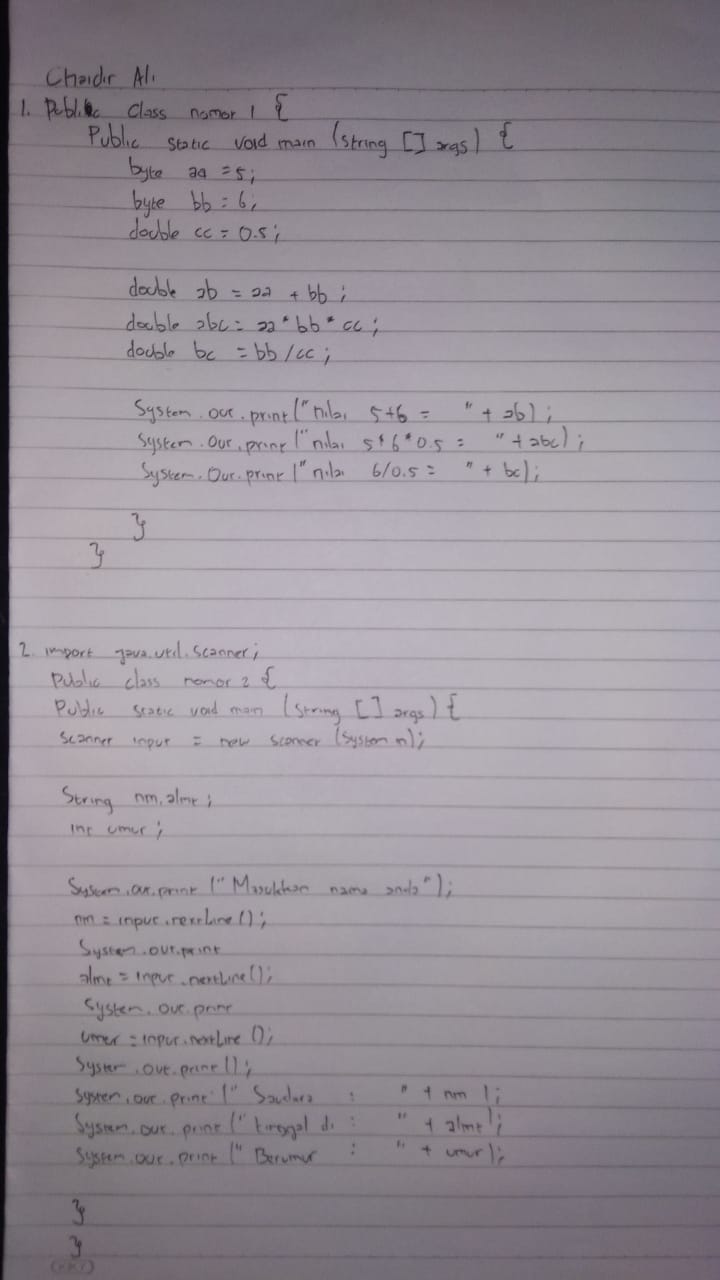 Chaidir Ali
1. Public class nomor 1 {
Public static void main (string [] args) {
byte aa = 5;
byte bb = 6;
double cc = 0.5;
double ab = aa + bb;
double abc = aa * bb * cc;
double bc = bb / cc;
System.out.print ("nilai 5+6 = " + ab);
System.Out.print ("nilai 5*6*0.5 = " + abc);
System.Out.print ("nilai 6/0.5 = " + bc);
}
}
2. import java.util.scanner;
Public class nomor 2 {
Public static void main (string [] args) {
Scanner input = new scanner (System in);
String nm, almt;
int umur;
System.out.print ("Masukkan nama anda");
nm = input.nextLine ();
System.out.print
almt = input.nextLine ();
System.out.print
umur = input.nextLine ();
System.out.print ();
System.out.print (" Saudara : " + nm );
System.out.print (" tinggal di : " + almt );
System.out.print (" Berumur : " + umur);
}
}